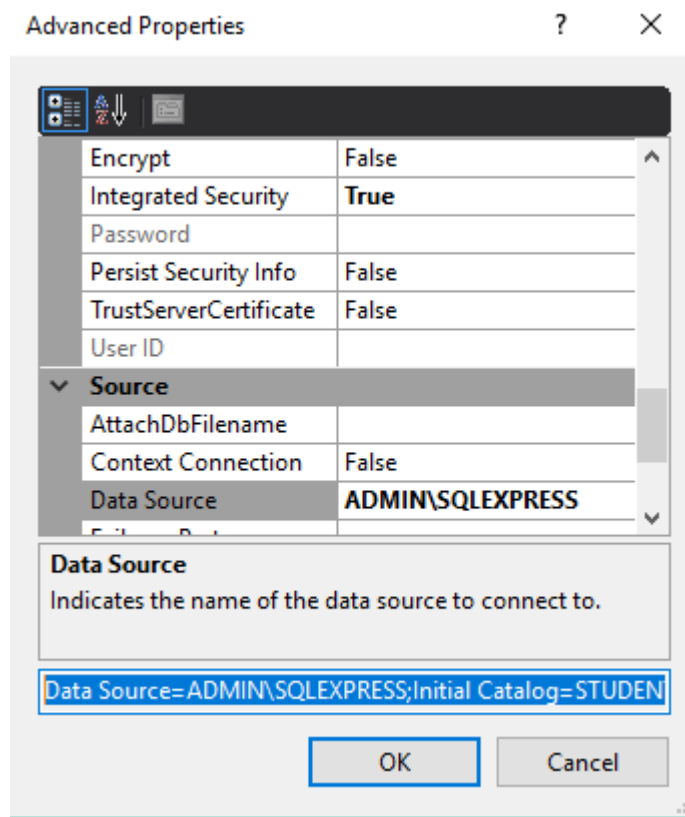 Advanced Properties ? ✕
Encrypt False
Integrated Security True
Password
Persist Security Info False
TrustServerCertificate False
User ID
Source
AttachDbFilename
Context Connection False
Data Source ADMIN\SQLEXPRESS
Data Source
Indicates the name of the data source to connect to.
Data Source=ADMIN\SQLEXPRESS;Initial Catalog=STUDEN
OK Cancel